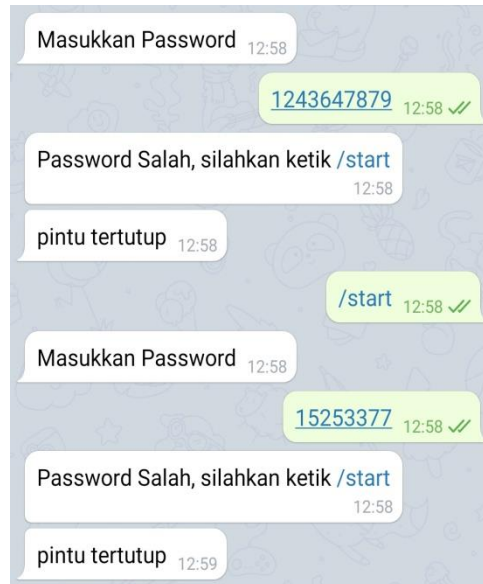 Masukkan Password 12:58
1243647879 12:58
Password Salah, silahkan ketik /start
12:58
pintu tertutup 12:58
/start 12:58
Masukkan Password 12:58
15253377 12:58
Password Salah, silahkan ketik /start
12:58
pintu tertutup 12:59